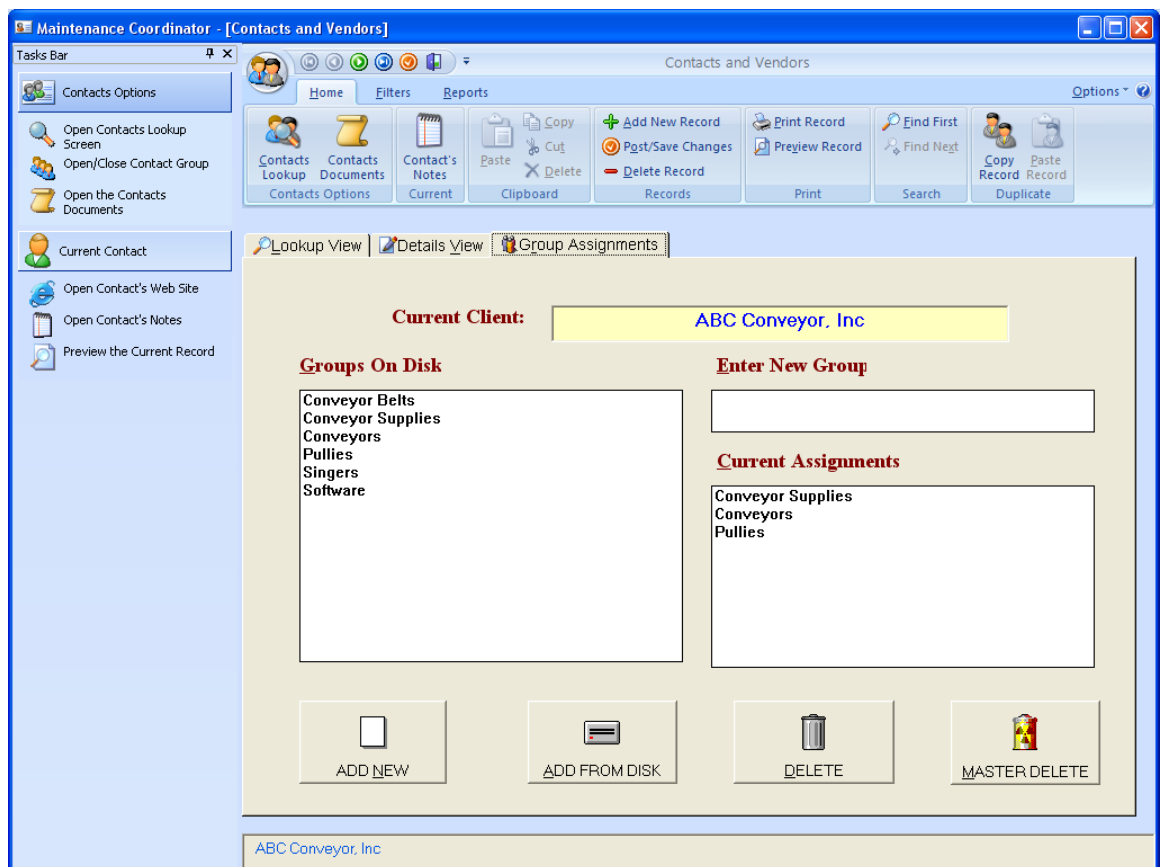 Maintenance Coordinator - [Contacts and Vendors]
Tasks Bar
Contacts Options
Open Contacts Lookup
Screen
Open/Close Contact Group
Open the Contacts
Documents
Current Contact
Open Contact's Web Site
Open Contact's Notes
Preview the Current Record
Contacts and Vendors
Home Filters Reports Options
Contacts
Lookup
Contacts
Documents
Contacts Options
Contact's
Notes
Current
Paste
Copy
Cut
Delete
Clipboard
Add New Record
Post/Save Changes
Delete Record
Records
Print Record
Preview Record
Print
Find First
Find Next
Search
Copy
Record
Paste
Record
Duplicate
Lookup View Details View Group Assignments
Current Client: ABC Conveyor, Inc
Groups On Disk
Conveyor Belts
Conveyor Supplies
Conveyors
Pullies
Singers
Software
Enter New Group
Current Assignments
Conveyor Supplies
Conveyors
Pullies
ADD NEW ADD FROM DISK DELETE MASTER DELETE
ABC Conveyor, Inc